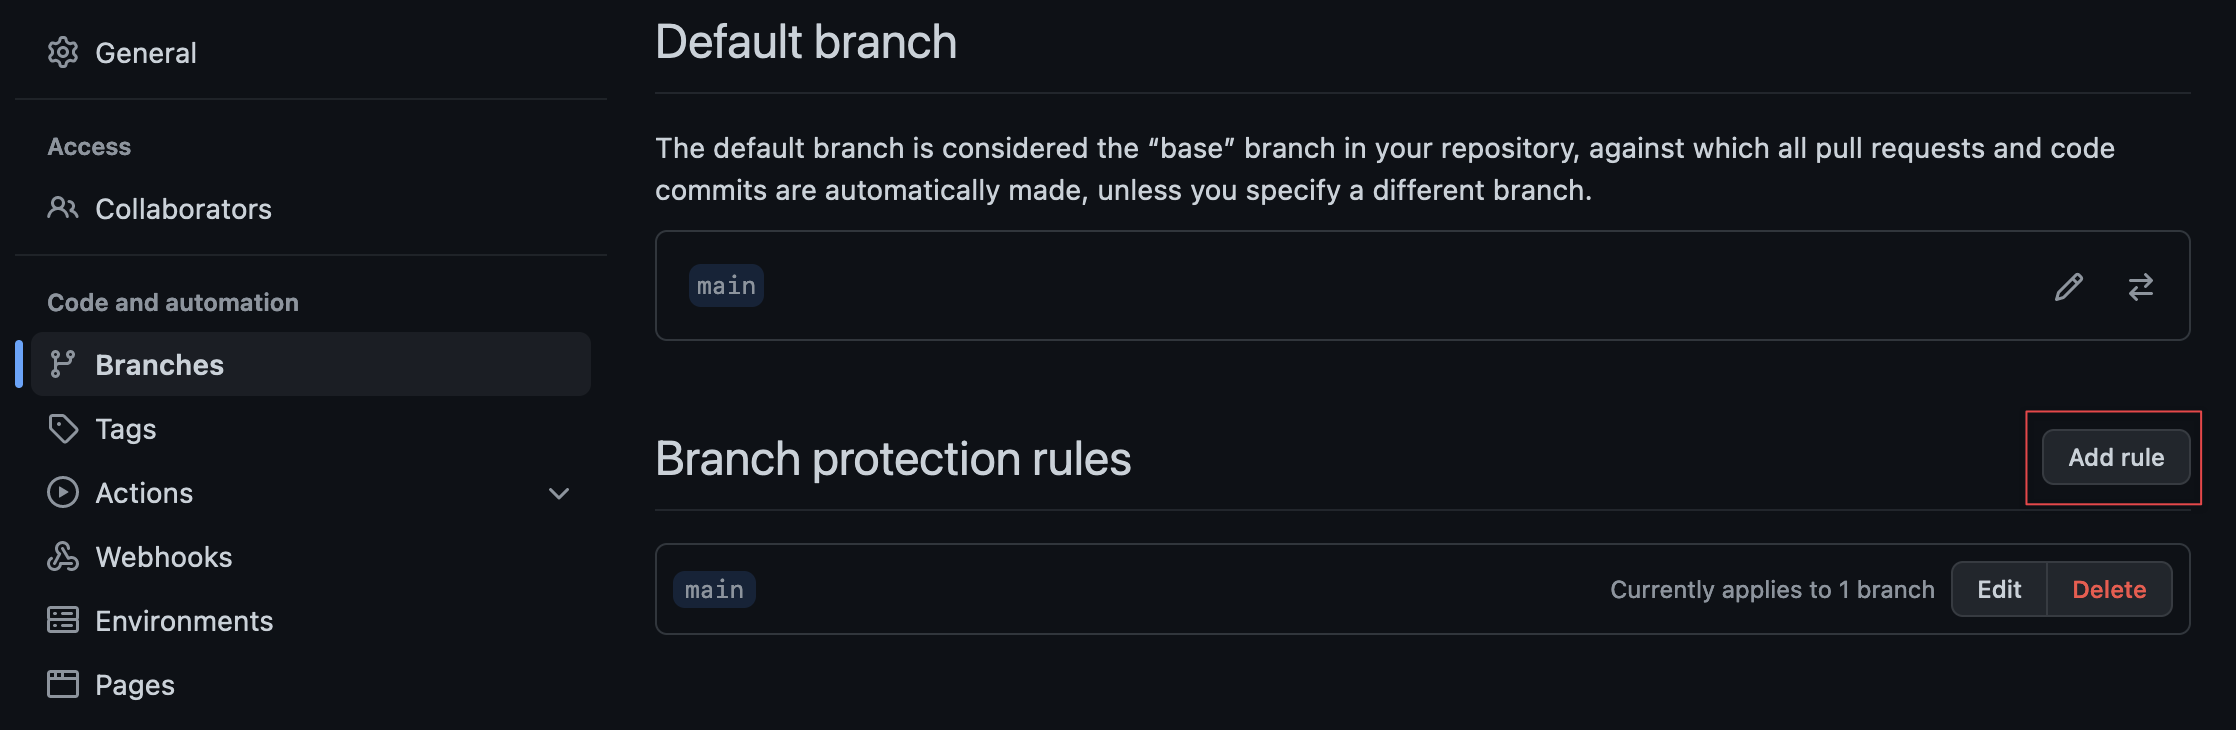 General
Access
Collaborators
Code and automation
Branches
Tags
Actions
Webhooks
Environments
Pages
Default branch
The default branch is considered the “base” branch in your repository, against which all pull requests and code
commits are automatically made, unless you specify a different branch.
main
Branch protection rules
Add rule
main
Currently applies to 1 branch
Edit
Delete